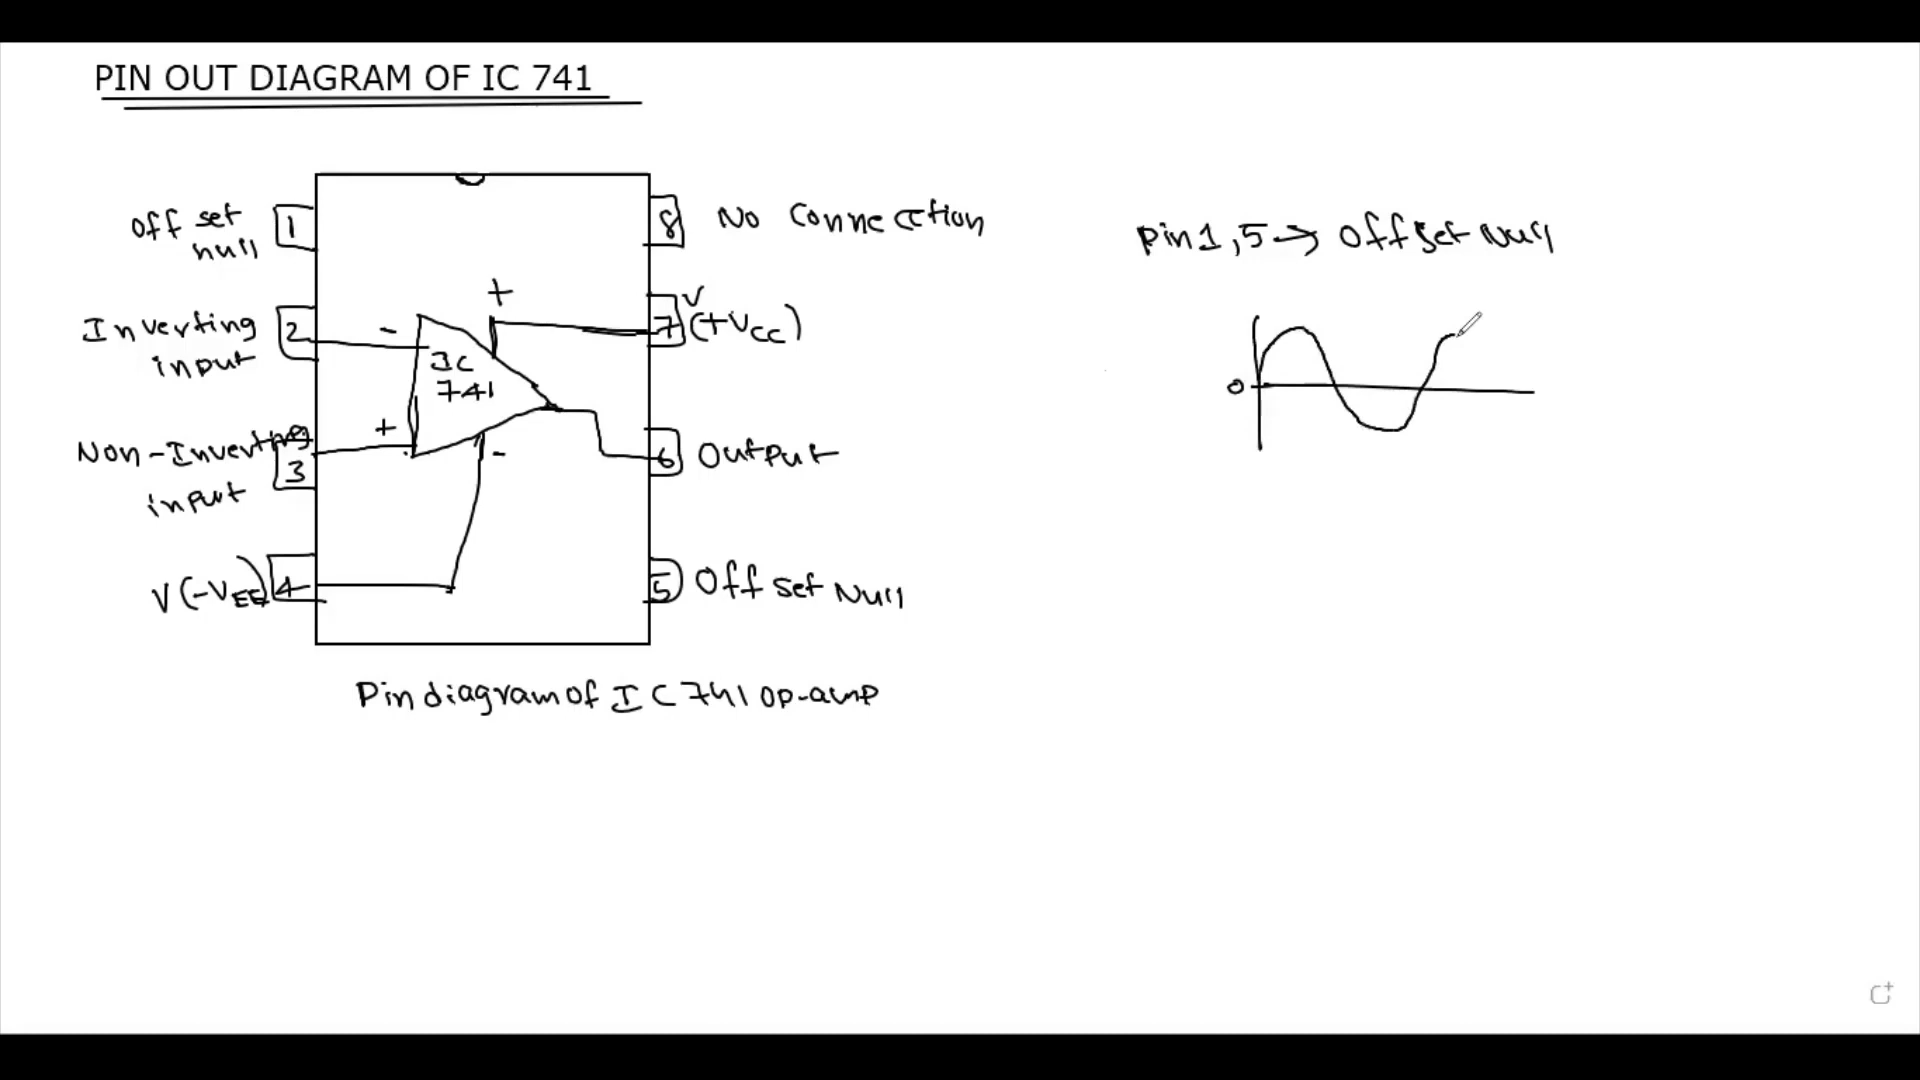 PIN OUT DIAGRAM OF IC 741
Off set
null
1
8
No Connection
Pin 1, 5 → Offset Null
Inverting
input
2
-
+
7
V
(+Vcc)
IC
741
0
Non-Inverting
input
3
+
-
6
Output
V(-VEE)
4
5
Off set Null
Pin diagram of IC 741 op-amp